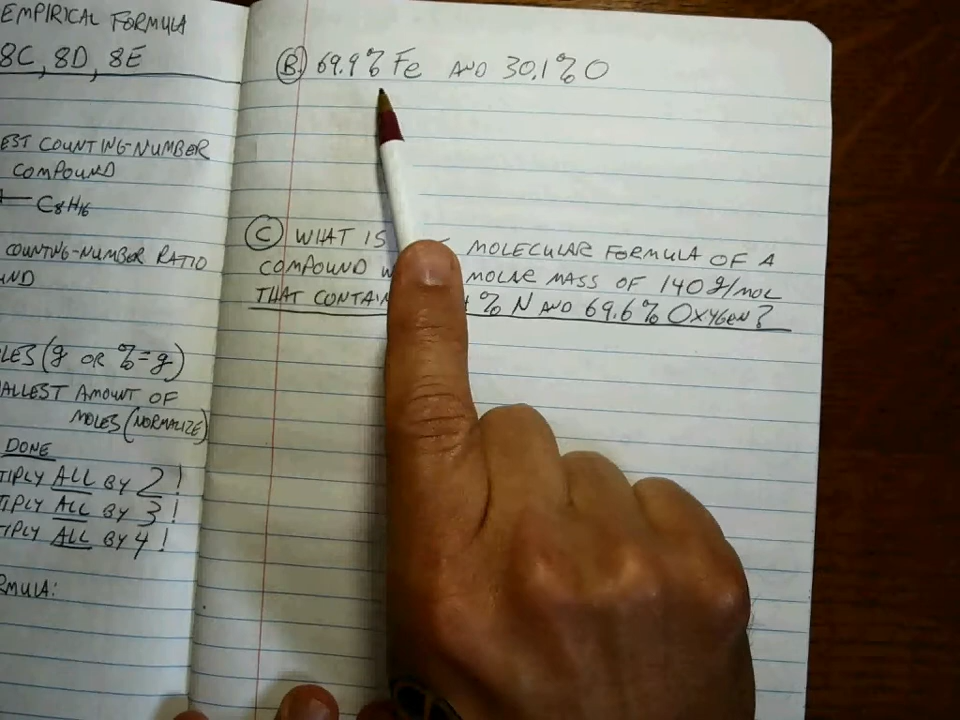 EMPIRICAL FORMULA
8C, 8D, 8E
EST COUNTING-NUMBER
COMPOUND
C8H16
COUNTING-NUMBER RATIO
UND
LES (g OR %=g)
ALLEST AMOUNT OF
MOLES (NORMALIZE)
DONE
TIPLY ALL BY 2!
TIPLY ALL BY 3!
TIPLY ALL BY 4!
RMULA:
B. 69.9% Fe AND 30.1% O
C WHAT IS MOLECULAR FORMULA OF A
COMPOUND W MOLAR MASS OF 140 g/MOL
THAT CONTAIN % N AND 69.6% OXYGEN?